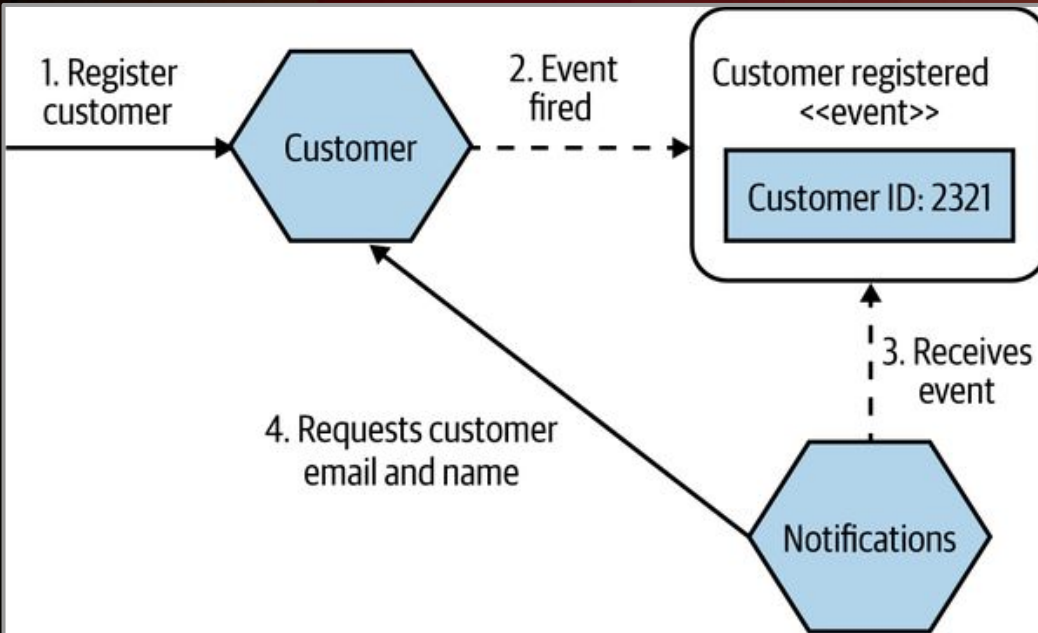 1. Register
customer
Customer
2. Event
fired
Customer registered
<<event>>
Customer ID: 2321
3. Receives
event
4. Requests customer
email and name
Notifications